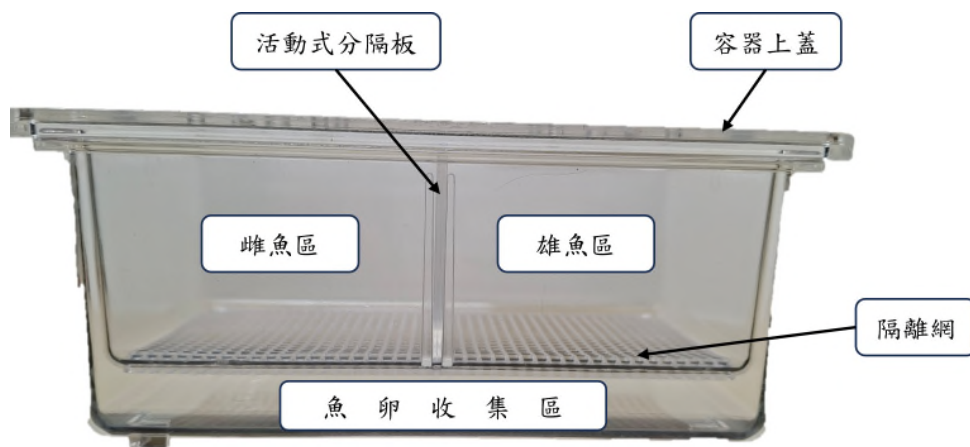 活動式分隔板
容器上蓋
雌魚區
雄魚區
隔離網
魚卵收集區